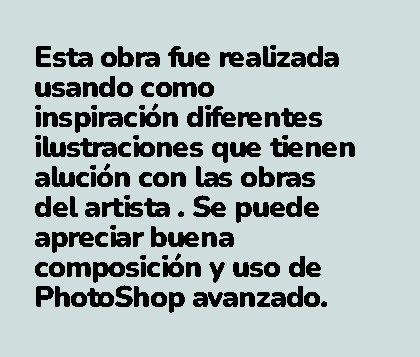 Esta obra fue realizada
usando como
inspiración diferentes
ilustraciones que tienen
alución con las obras
del artista . Se puede
apreciar buena
composición y uso de
PhotoShop avanzado.